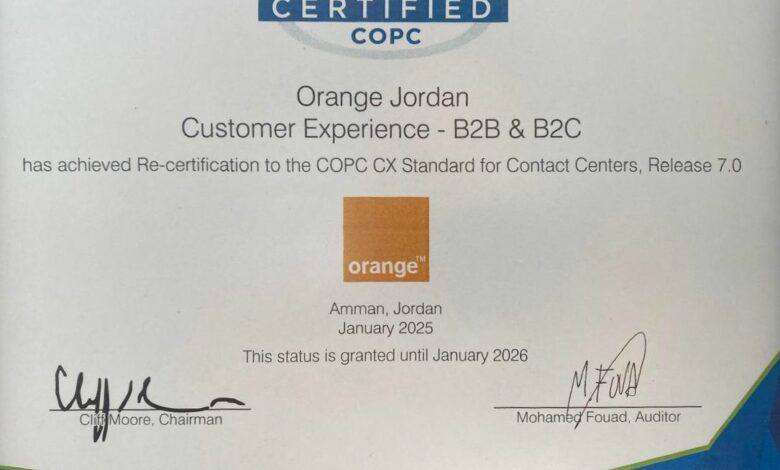 CERTIFIED
COPC
Orange Jordan
Customer Experience - B2B & B2C
has achieved Re-certification to the COPC CX Standard for Contact Centers, Release 7.0
orange™
Amman, Jordan
January 2025
This status is granted until January 2026
M. Fouad
Cliff Moore, Chairman
Mohamed Fouad, Auditor